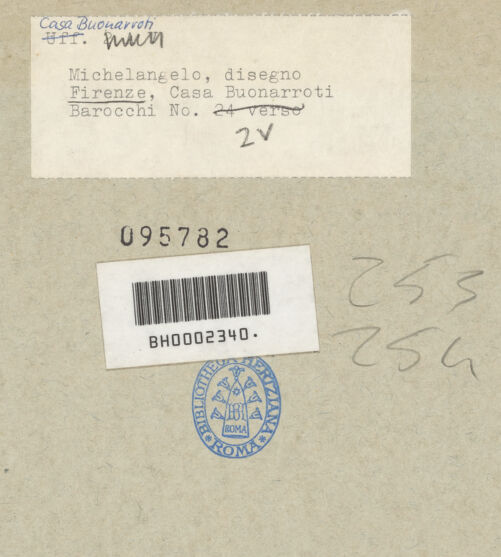 Casa Buonarroti
Uff.
Michelangelo, disegno
Firenze, Casa Buonarroti
Barocchi No. 24 verso
2v
095782
BH0002340.
253
254
BIBLIOTHECA HERTZIANA
ROMA
ROMA